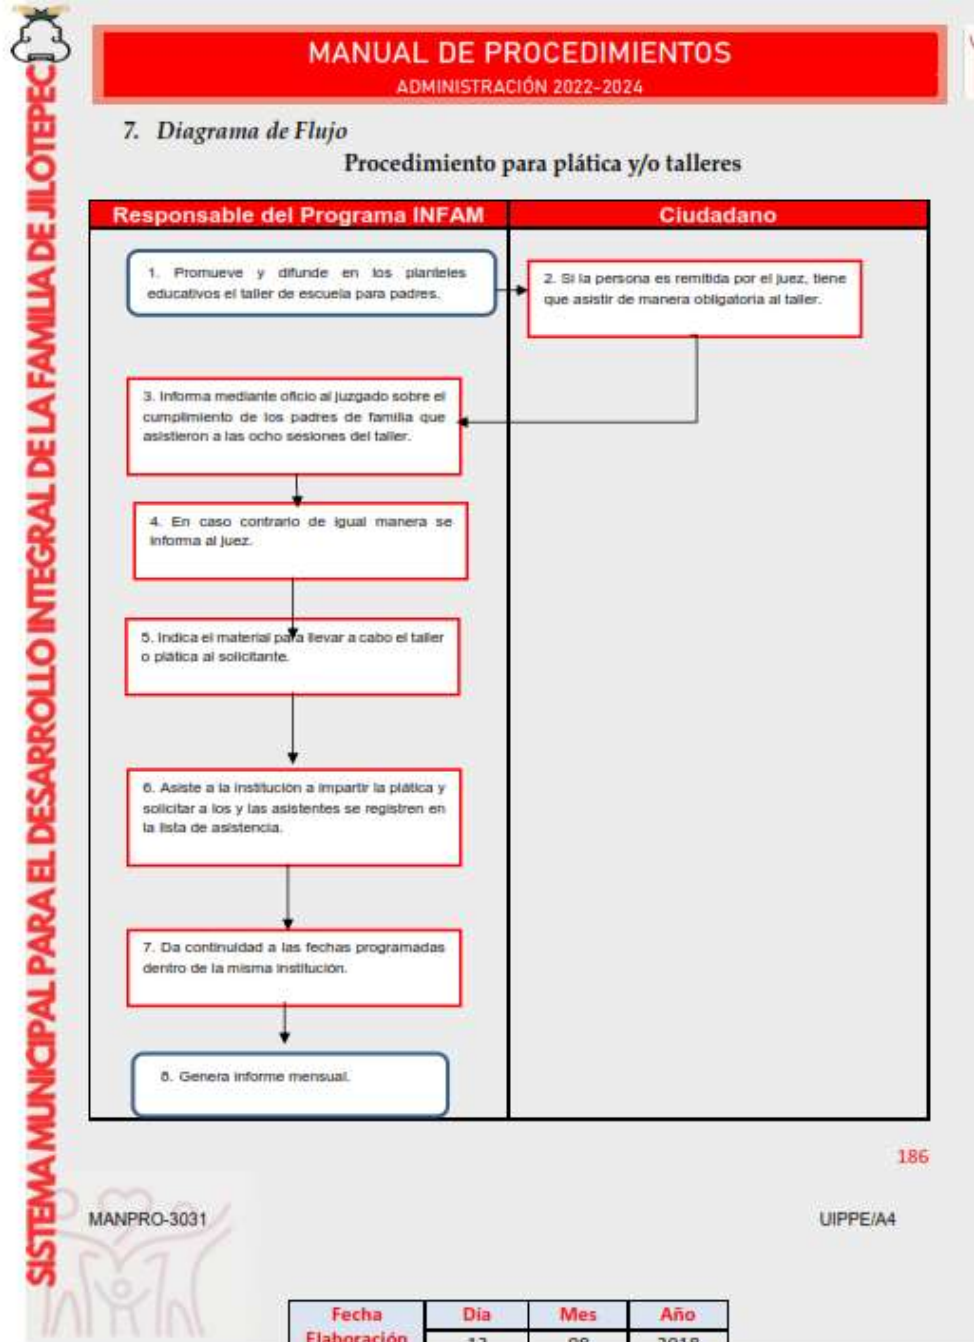 SISTEMA MUNICIPAL PARA EL DESARROLLO INTEGRAL DE LA FAMILIA DE JILOTEPEC
MANUAL DE PROCEDIMIENTOS
ADMINISTRACIÓN 2022-2024
7. Diagrama de Flujo
Procedimiento para plática y/o talleres
Responsable del Programa INFAM
Ciudadano
1. Promueve y difunde en los planteles
educativos el taller de escuela para padres.
2. Si la persona es remitida por el juez, tiene
que asistir de manera obligatoria al taller.
3. Informa mediante oficio al juzgado sobre el
cumplimiento de los padres de familia que
asistieron a las ocho sesiones del taller.
4. En caso contrario de igual manera se
informa al juez.
5. Indica el material para llevar a cabo el taller
o plática al solicitante.
6. Asiste a la institución a impartir la plática y
solicitar a los y las asistentes se registren en
la lista de asistencia.
7. Da continuidad a las fechas programadas
dentro de la misma institución.
8. Genera informe mensual.
186
MANPRO-3031
UIPPE/A4
Fecha Día Mes Año
Elaboración